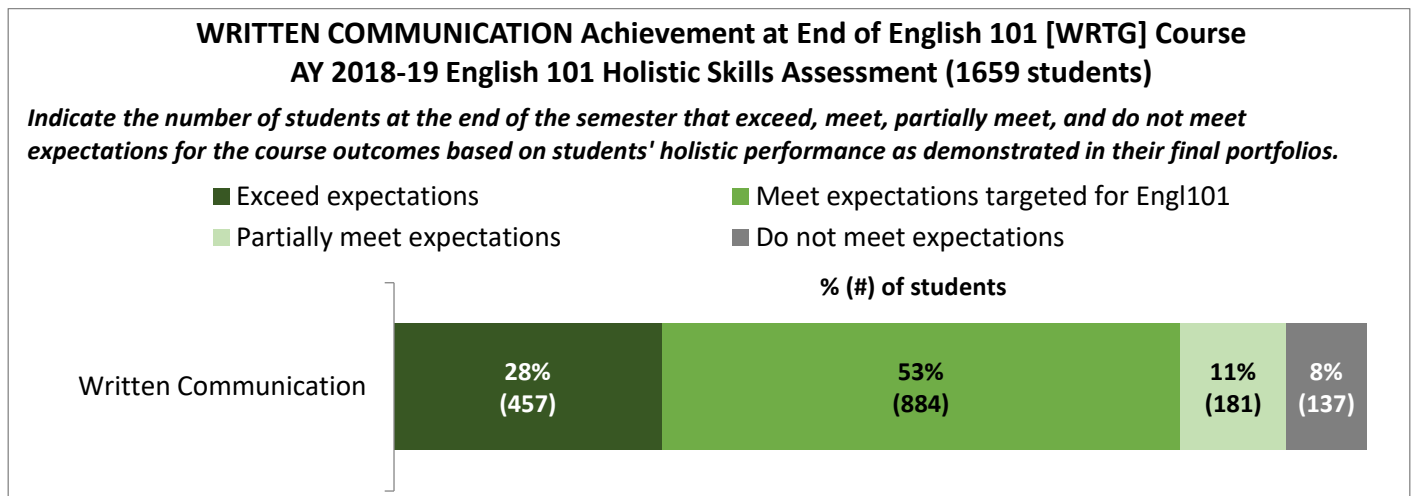 WRITTEN COMMUNICATION Achievement at End of English 101 [WRTG] Course
AY 2018-19 English 101 Holistic Skills Assessment (1659 students)
Indicate the number of students at the end of the semester that exceed, meet, partially meet, and do not meet
expectations for the course outcomes based on students' holistic performance as demonstrated in their final portfolios.
Exceed expectations
Meet expectations targeted for Engl101
Partially meet expectations
Do not meet expectations
% (#) of students
Written Communication
28%
(457)
53%
(884)
11%
(181)
8%
(137)